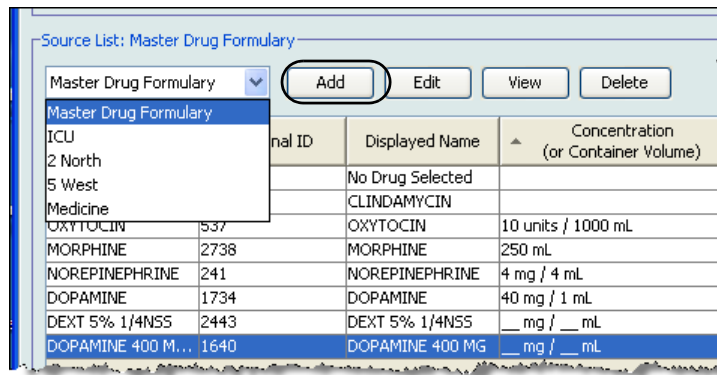 Source List: Master Drug Formulary
Master Drug Formulary Add Edit View Delete
Master Drug Formulary
ICU
2 North
5 West
Medicine
nal ID Displayed Name Concentration
(or Container Volume)
No Drug Selected
CLINDAMYCIN
OXYTOCIN 537 OXYTOCIN 10 units / 1000 mL
MORPHINE 2738 MORPHINE 250 mL
NOREPINEPHRINE 241 NOREPINEPHRINE 4 mg / 4 mL
DOPAMINE 1734 DOPAMINE 40 mg / 1 mL
DEXT 5% 1/4NSS 2443 DEXT 5% 1/4NSS __ mg / __ mL
DOPAMINE 400 M... 1640 DOPAMINE 400 MG __ mg / __ mL